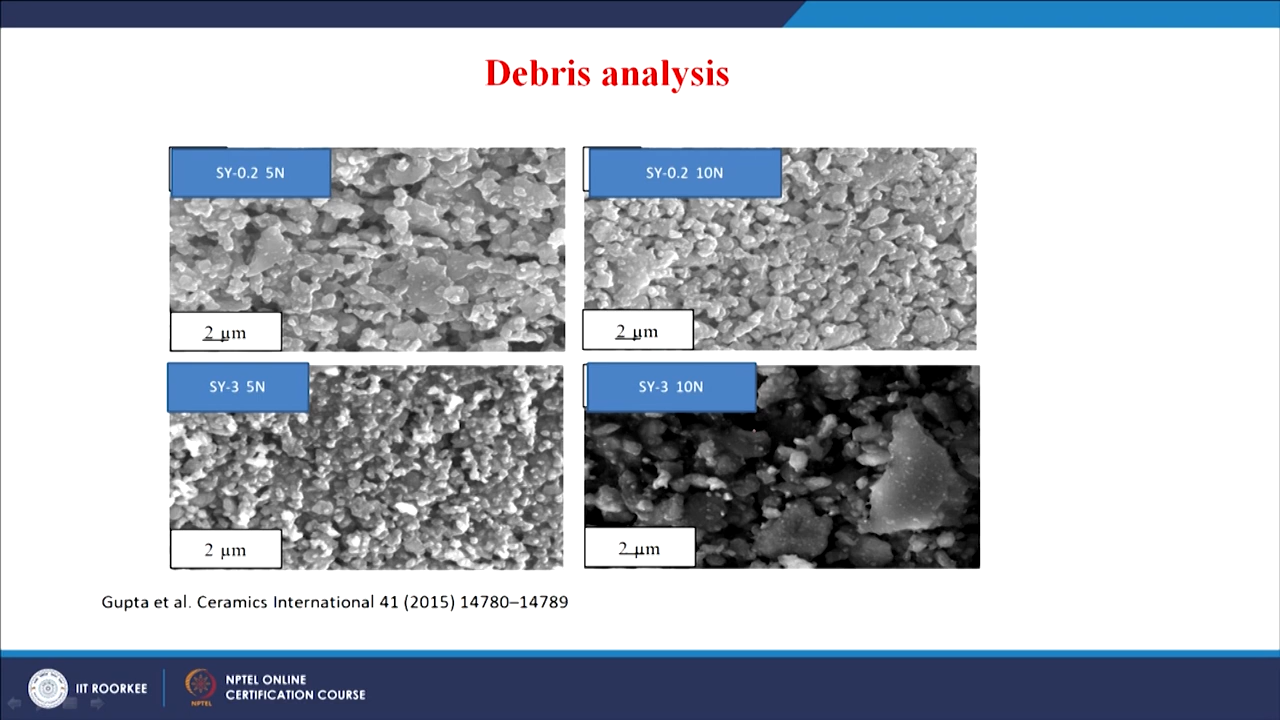 Debris analysis
SY-0.2 5N
SY-0.2 10N
2 µm
2 µm
SY-3 5N
SY-3 10N
2 µm
2 µm
Gupta et al. Ceramics International 41 (2015) 14780–14789
IIT ROORKEE
NPTEL
NPTEL ONLINE
CERTIFICATION COURSE